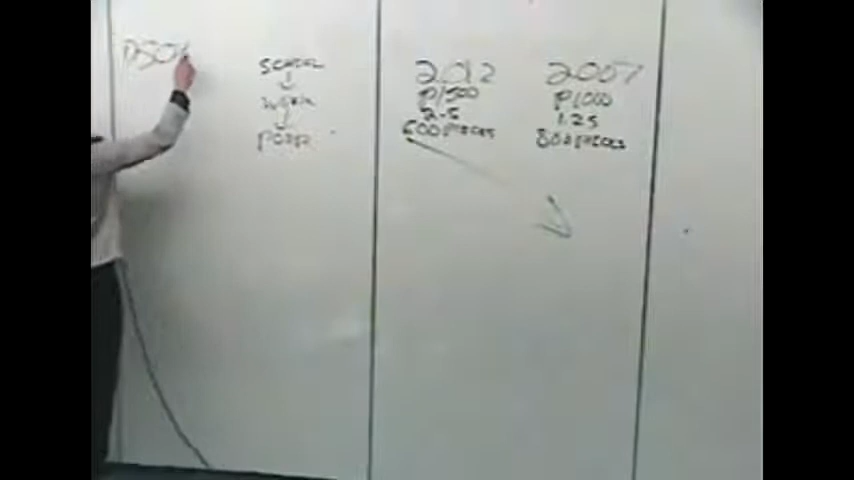 SCHOOL
WORK
POOR
2012
P1500
2.5
600 PIECES
2007
P1000
1.25
800 PIECES